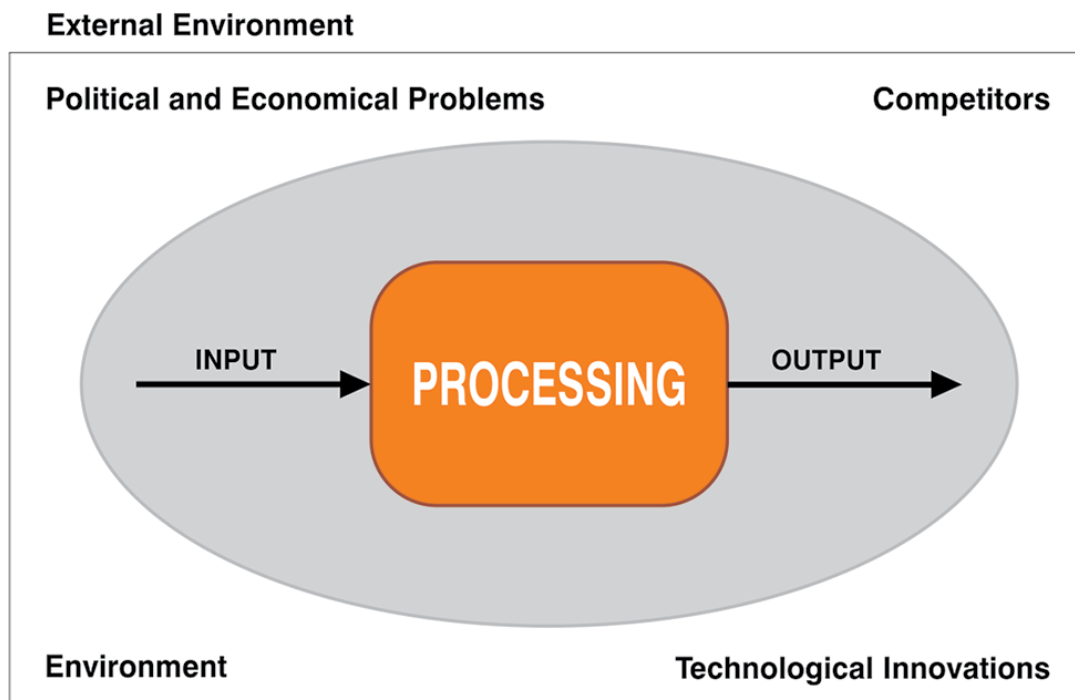 External Environment
Political and Economical Problems
Competitors
INPUT
PROCESSING
OUTPUT
Environment
Technological Innovations